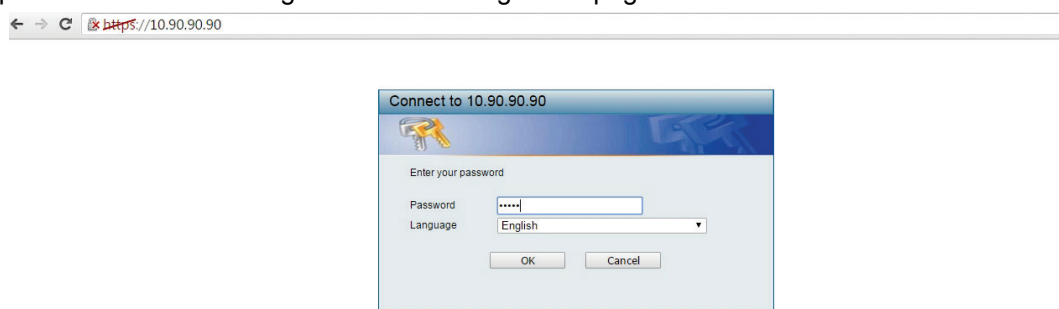 https://10.90.90.90
Connect to 10.90.90.90
Enter your password
Password •••••
Language English
OK Cancel